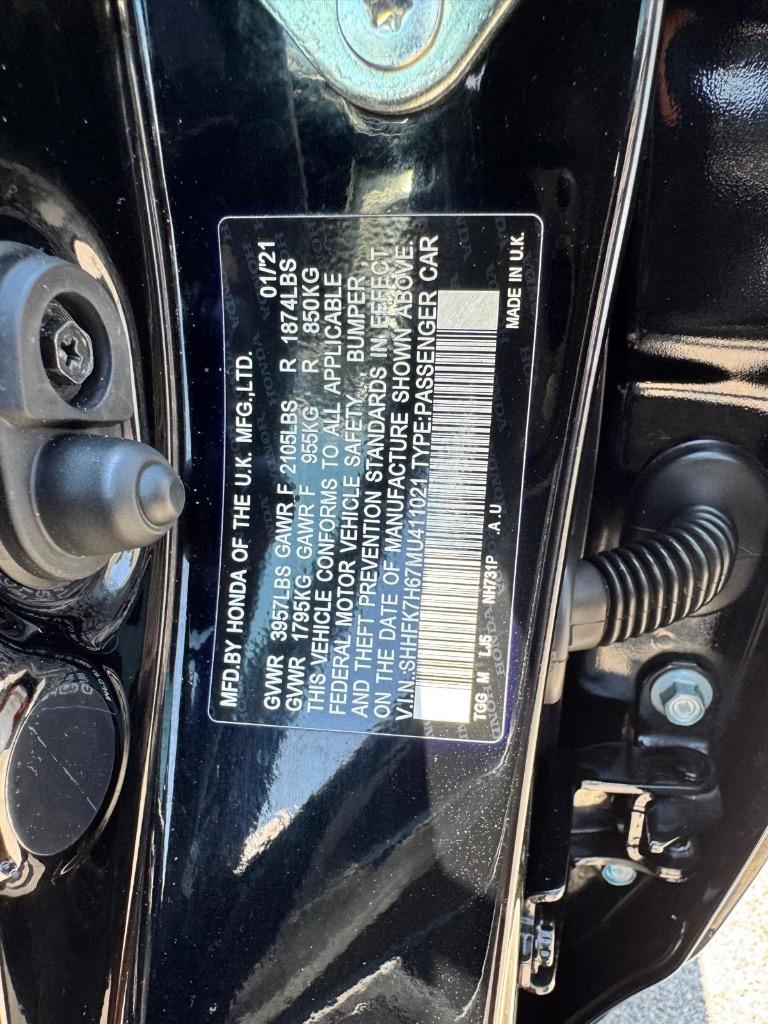 MFD.BY HONDA OF THE U.K. MFG.,LTD. 01/'21
GVWR 3957LBS GAWR F 2105LBS R 1874LBS
GVWR 1795KG GAWR F 955KG R 850KG
THIS VEHICLE CONFORMS TO ALL APPLICABLE
FEDERAL MOTOR VEHICLE SAFETY, BUMPER
AND THEFT PREVENTION STANDARDS IN EFFECT
ON THE DATE OF MANUFACTURE SHOWN ABOVE.
V.I.N.:SHHFK7H67MU411021 TYPE:PASSENGER CAR
TGG M LJ5 NH731P .A.U MADE IN U.K.